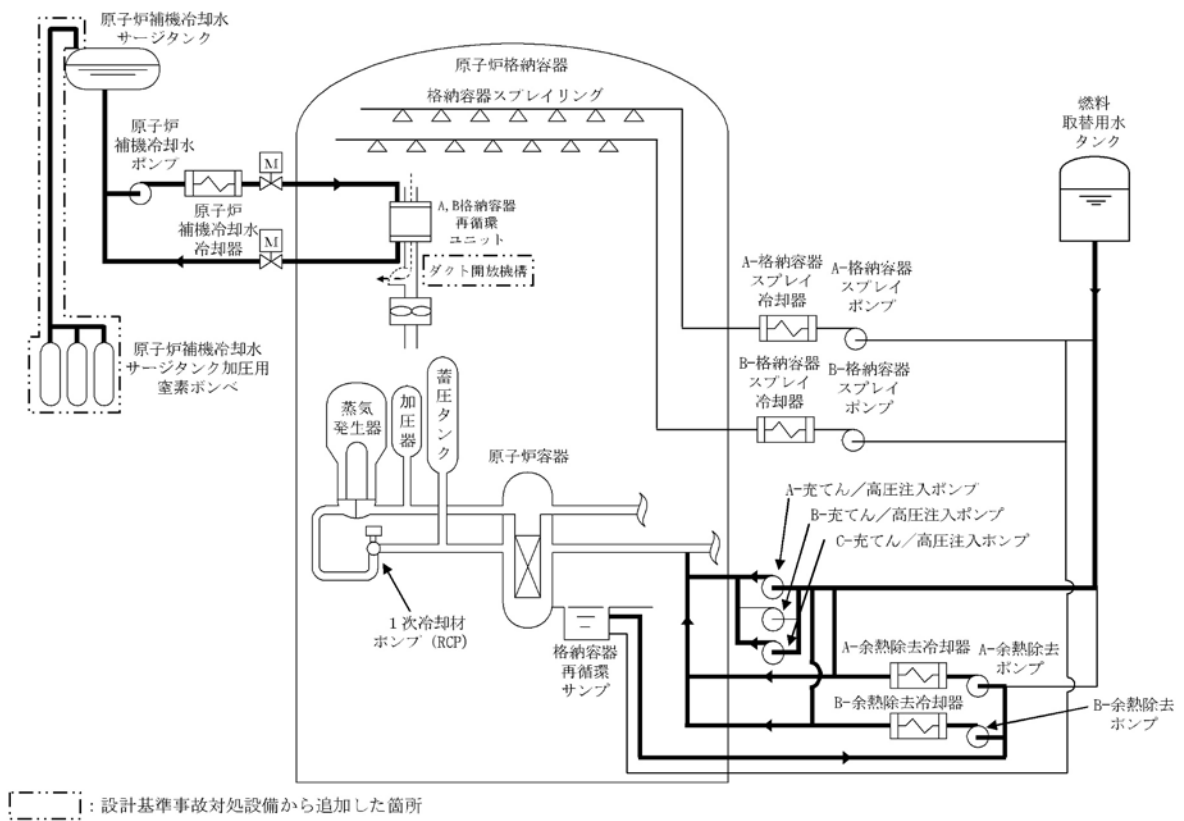 原子炉補機冷却水
サージタンク
原子炉格納容器
格納容器スプレイリング
燃料
取替用水
タンク
原子炉
補機冷却水
ポンプ
M
原子炉
補機冷却水
冷却器
M
A,B格納容器
再循環
ユニット
ダクト開放機構
A-格納容器
スプレイ
冷却器
A-格納容器
スプレイ
ポンプ
原子炉補機冷却水
サージタンク加圧用
窒素ボンベ
B-格納容器
スプレイ
冷却器
B-格納容器
スプレイ
ポンプ
蒸気
発生器
加圧器
蓄圧タンク
原子炉容器
A-充てん/高圧注入ポンプ
B-充てん/高圧注入ポンプ
C-充てん/高圧注入ポンプ
1次冷却材
ポンプ(RCP)
格納容器
再循環
サンプ
A-余熱除去冷却器
A-余熱除去
ポンプ
B-余熱除去冷却器
B-余熱除去
ポンプ
:設計基準事故対処設備から追加した箇所